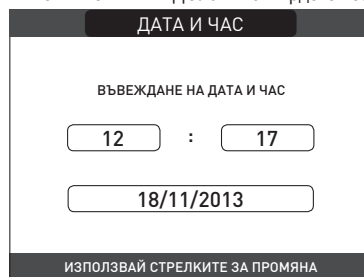 ДАТА И ЧАС
ВЪВЕЖДАНЕ НА ДАТА И ЧАС
12 : 17
18/11/2013
ИЗПОЛЗВАЙ СТРЕЛКИТЕ ЗА ПРОМЯНА